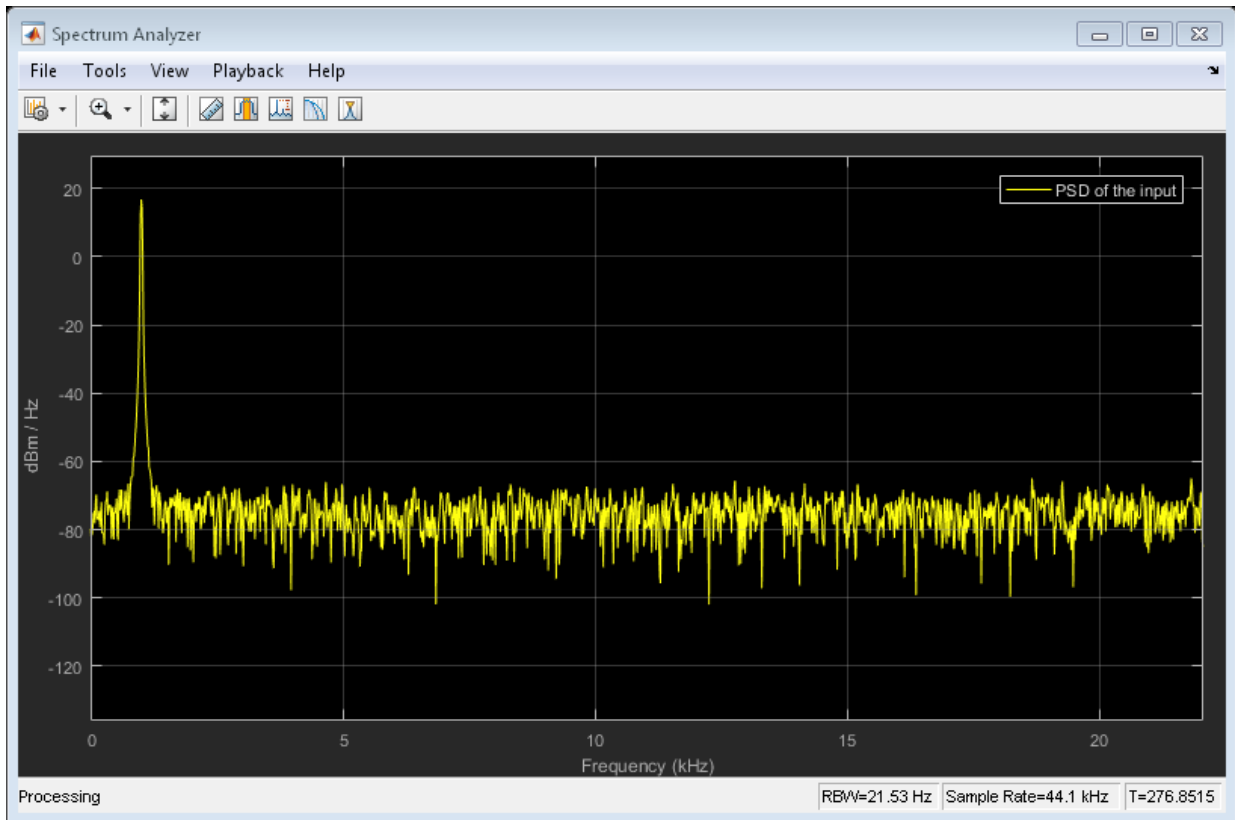 Spectrum Analyzer
File Tools View Playback Help
PSD of the input
20
0
-20
-40
-60
-80
-100
-120
dBm / Hz
0 5 10 15 20
Frequency (kHz)
Processing RBW=21.53 Hz Sample Rate=44.1 kHz T=276.8515